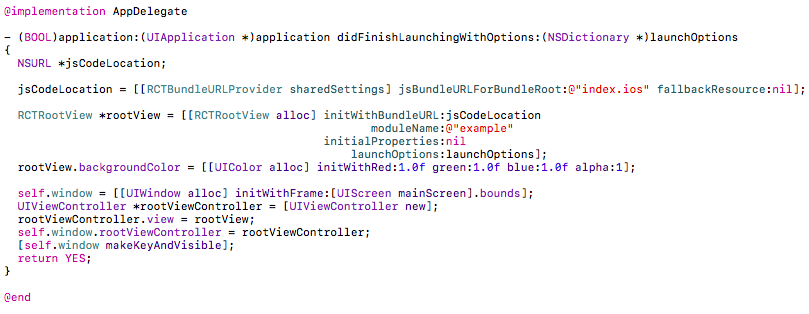 @implementation AppDelegate
- (BOOL)application:(UIApplication *)application didFinishLaunchingWithOptions:(NSDictionary *)launchOptions
{
  NSURL *jsCodeLocation;
  jsCodeLocation = [[RCTBundleURLProvider sharedSettings] jsBundleURLForBundleRoot:@"index.ios" fallbackResource:nil];
  RCTRootView *rootView = [[RCTRootView alloc] initWithBundleURL:jsCodeLocation
                                                      moduleName:@"example"
                                               initialProperties:nil
                                                   launchOptions:launchOptions];
  rootView.backgroundColor = [[UIColor alloc] initWithRed:1.0f green:1.0f blue:1.0f alpha:1];
  self.window = [[UIWindow alloc] initWithFrame:[UIScreen mainScreen].bounds];
  UIViewController *rootViewController = [UIViewController new];
  rootViewController.view = rootView;
  self.window.rootViewController = rootViewController;
  [self.window makeKeyAndVisible];
  return YES;
}
@end